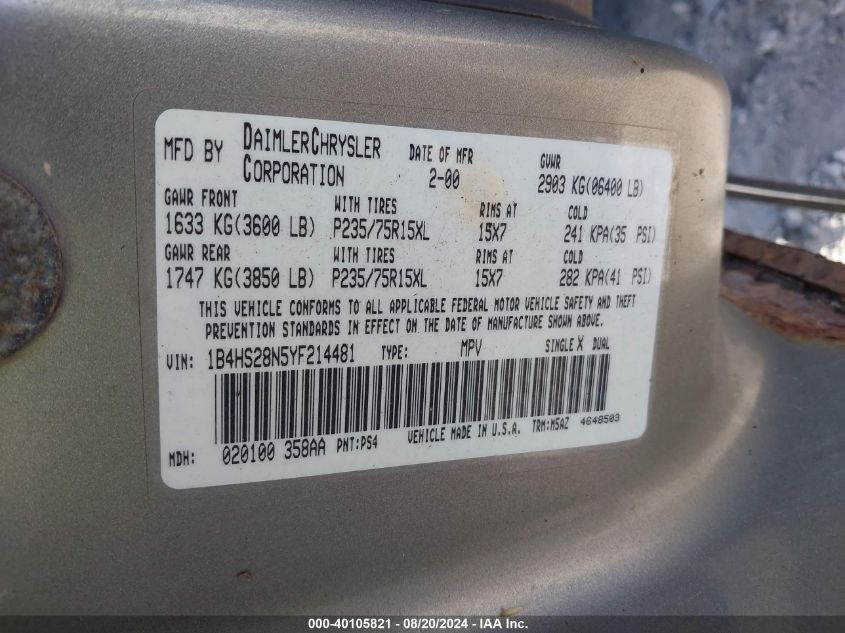 MFD BY DAIMLERCHRYSLER CORPORATION DATE OF MFR 2-00 GVWR 2903 KG(06400 LB)
GAWR FRONT WITH TIRES RIMS AT COLD
1633 KG(3600 LB) P235/75R15XL 15X7 241 KPA(35 PSI)
GAWR REAR WITH TIRES RIMS AT COLD
1747 KG(3850 LB) P235/75R15XL 15X7 282 KPA(41 PSI)
THIS VEHICLE CONFORMS TO ALL APPLICABLE FEDERAL MOTOR VEHICLE SAFETY AND THEFT
PREVENTION STANDARDS IN EFFECT ON THE DATE OF MANUFACTURE SHOWN ABOVE.
VIN: 1B4HS28N5YF214481 TYPE: MPV SINGLE X DUAL
MDH: 020100 358AA PNT:PS4 VEHICLE MADE IN U.S.A. TRM:MSAZ 4648503
000-40105821 - 08/20/2024 - IAA Inc.